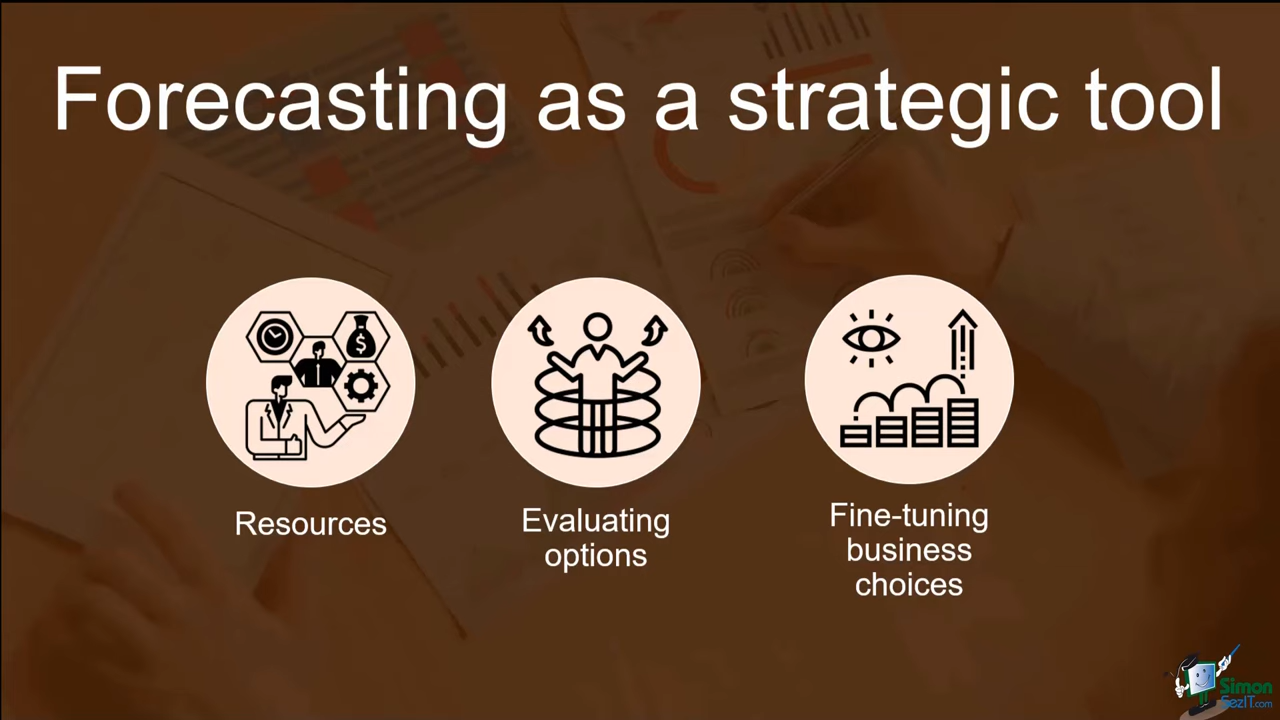 Forecasting as a strategic tool
$
Resources
Evaluating
options
Fine-tuning
business
choices
Simon
SezIT.com